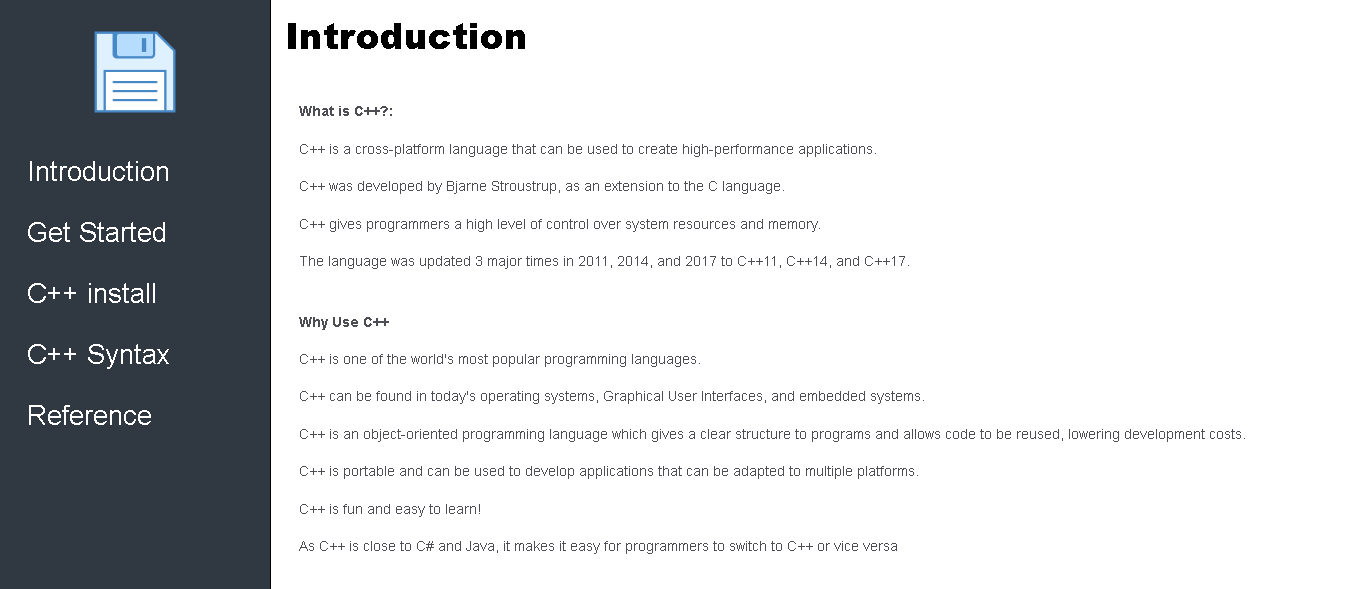 Introduction
Get Started
C++ install
C++ Syntax
Reference
Introduction
What is C++?:
C++ is a cross-platform language that can be used to create high-performance applications.
C++ was developed by Bjarne Stroustrup, as an extension to the C language.
C++ gives programmers a high level of control over system resources and memory.
The language was updated 3 major times in 2011, 2014, and 2017 to C++11, C++14, and C++17.
Why Use C++
C++ is one of the world's most popular programming languages.
C++ can be found in today's operating systems, Graphical User Interfaces, and embedded systems.
C++ is an object-oriented programming language which gives a clear structure to programs and allows code to be reused, lowering development costs.
C++ is portable and can be used to develop applications that can be adapted to multiple platforms.
C++ is fun and easy to learn!
As C++ is close to C# and Java, it makes it easy for programmers to switch to C++ or vice versa